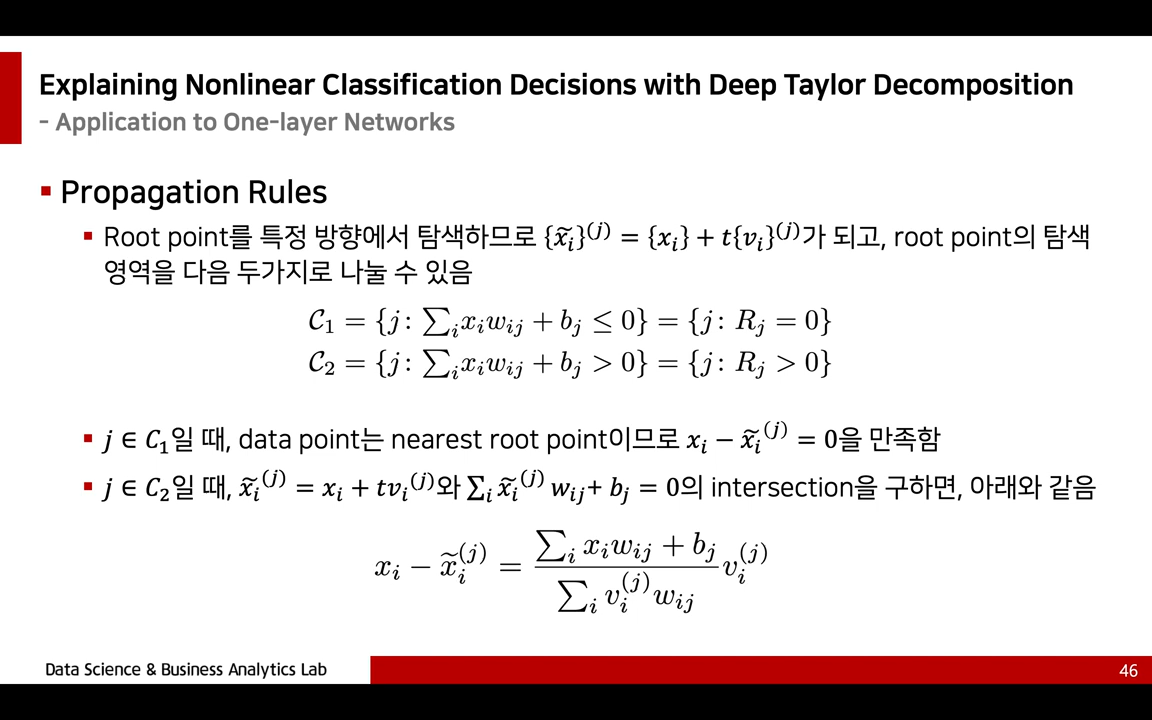 Explaining Nonlinear Classification Decisions with Deep Taylor Decomposition
- Application to One-layer Networks
▪ Propagation Rules
▪ Root point를 특정 방향에서 탐색하므로 {x̃ᵢ}⁽ʲ⁾ = {xᵢ} + t{vᵢ}⁽ʲ⁾가 되고, root point의 탐색
영역을 다음 두가지로 나눌 수 있음
𝒞₁ = {j: ∑ᵢxᵢwᵢⱼ + bⱼ ≤ 0} = {j: Rⱼ = 0}
𝒞₂ = {j: ∑ᵢxᵢwᵢⱼ + bⱼ > 0} = {j: Rⱼ > 0}
▪ j ∈ C₁일 때, data point는 nearest root point이므로 xᵢ − x̃ᵢ⁽ʲ⁾ = 0을 만족함
▪ j ∈ C₂일 때, x̃ᵢ⁽ʲ⁾ = xᵢ + tvᵢ⁽ʲ⁾와 ∑ᵢ x̃ᵢ⁽ʲ⁾ wᵢⱼ+ bⱼ = 0의 intersection을 구하면, 아래와 같음
xᵢ − x̃ᵢ⁽ʲ⁾ = (∑ᵢ xᵢwᵢⱼ + bⱼ) / (∑ᵢ vᵢ⁽ʲ⁾wᵢⱼ) vᵢ⁽ʲ⁾
Data Science & Business Analytics Lab
46